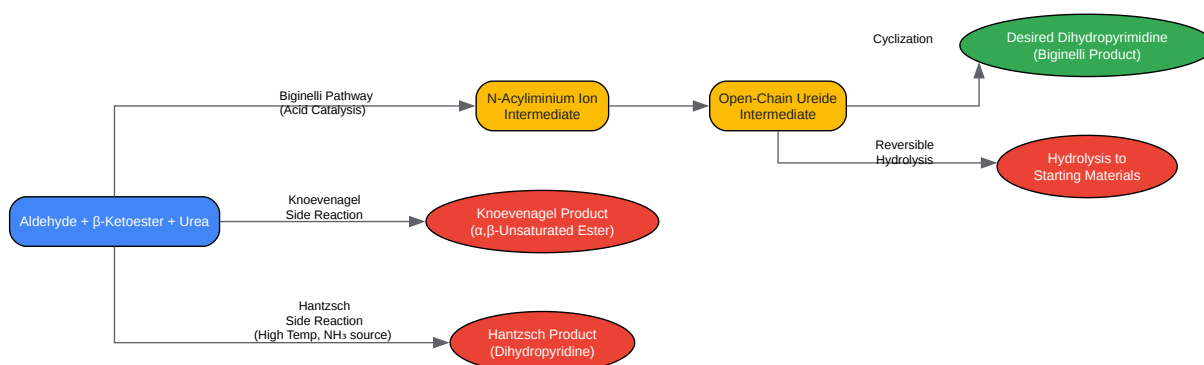 Cyclization
Desired Dihydropyrimidine
(Biginelli Product)
Biginelli Pathway
(Acid Catalysis)
N-Acyliminium Ion
Intermediate
Open-Chain Ureide
Intermediate
Reversible
Hydrolysis
Hydrolysis to
Starting Materials
Aldehyde + β-Ketoester + Urea
Knoevenagel
Side Reaction
Knoevenagel Product
(α,β-Unsaturated Ester)
Hantzsch
Side Reaction
(High Temp, NH₃ source)
Hantzsch Product
(Dihydropyridine)